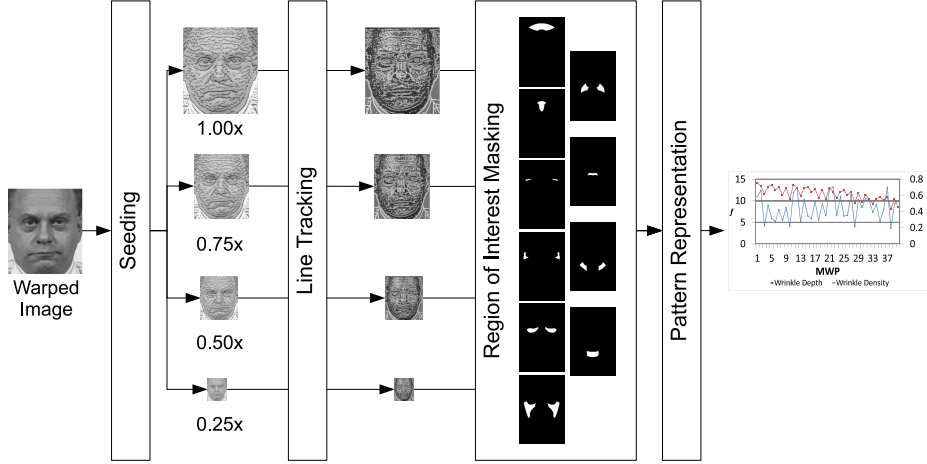 Warped
Image
Seeding
1.00x
0.75x
0.50x
0.25x
Line Tracking
Region of Interest Masking
Pattern Representation
15
10
5
0
f
0.8
0.6
0.4
0.2
0
1 5 9 13 17 21 25 29 33 37
MWP
Wrinkle Depth Wrinkle Density